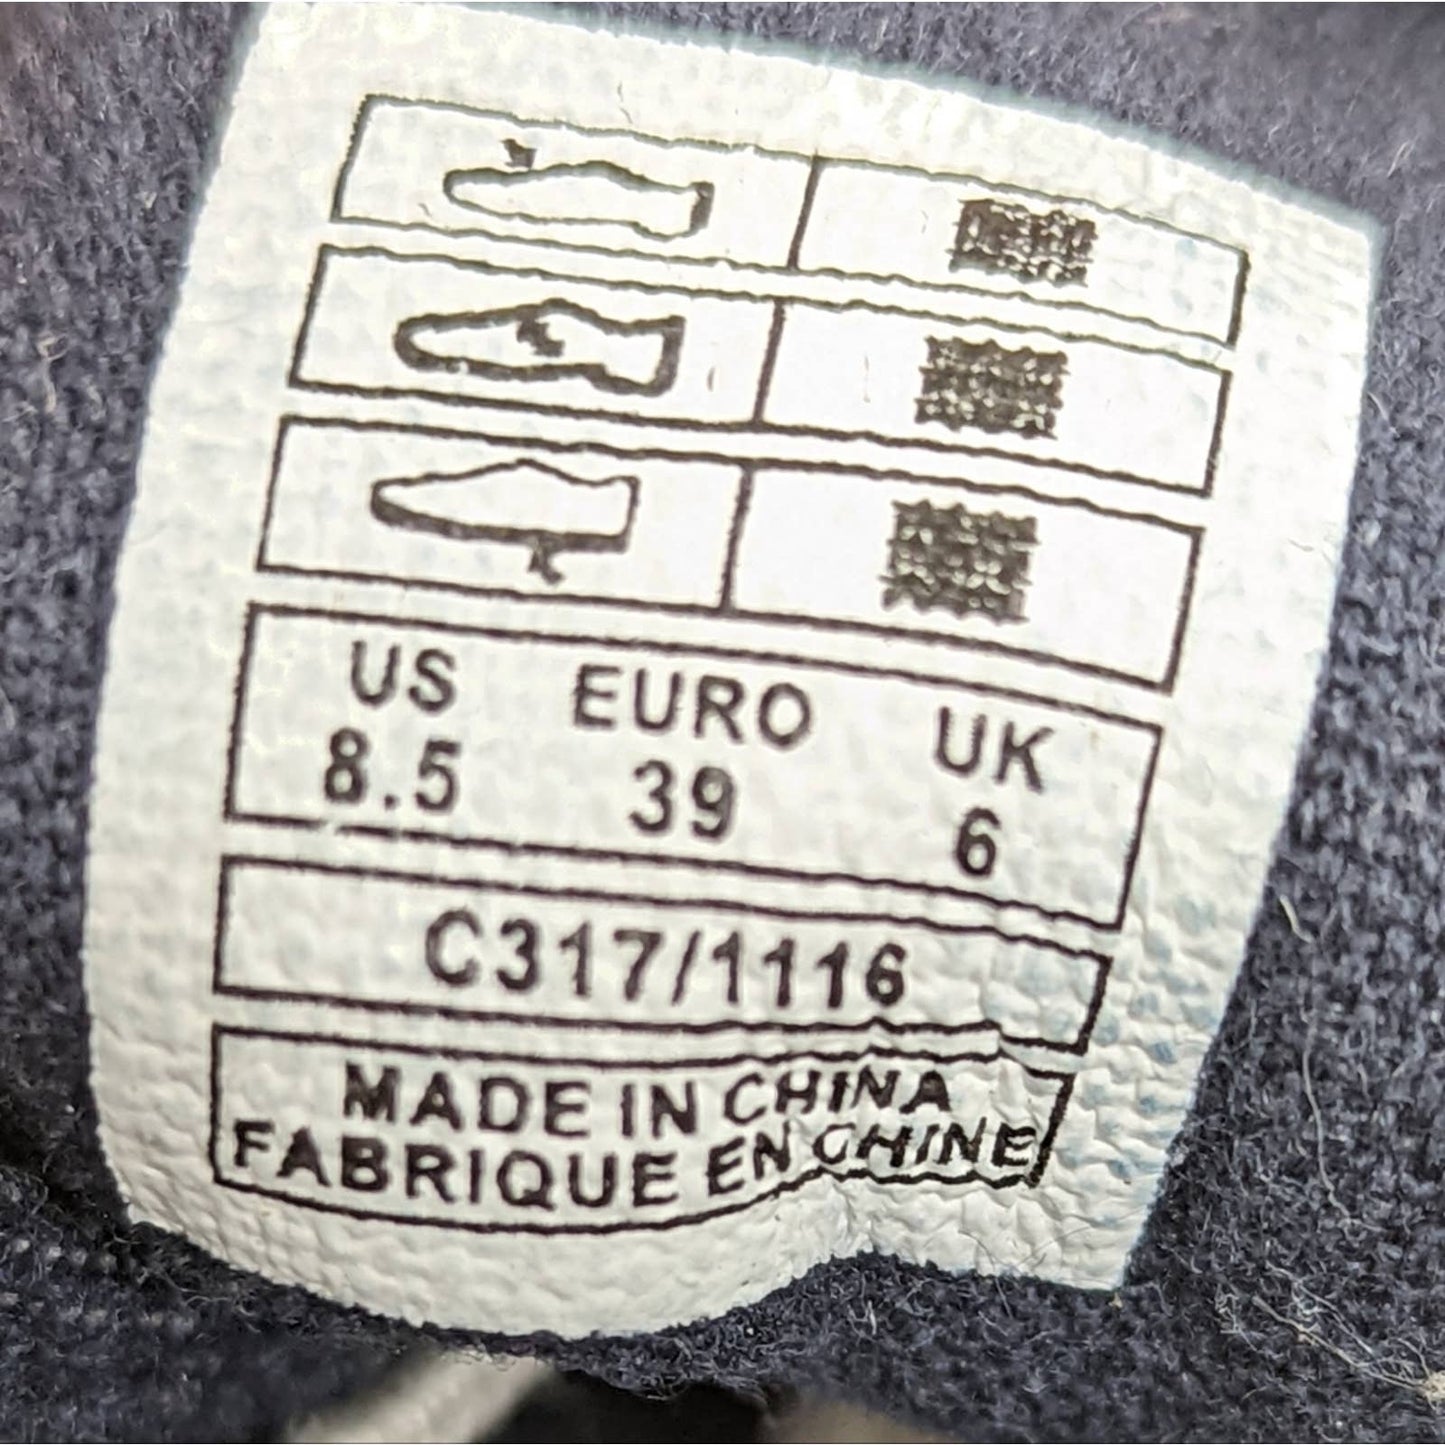 US EURO UK
8.5 39 6
C317/1116
MADE IN CHINA
FABRIQUE EN CHINE